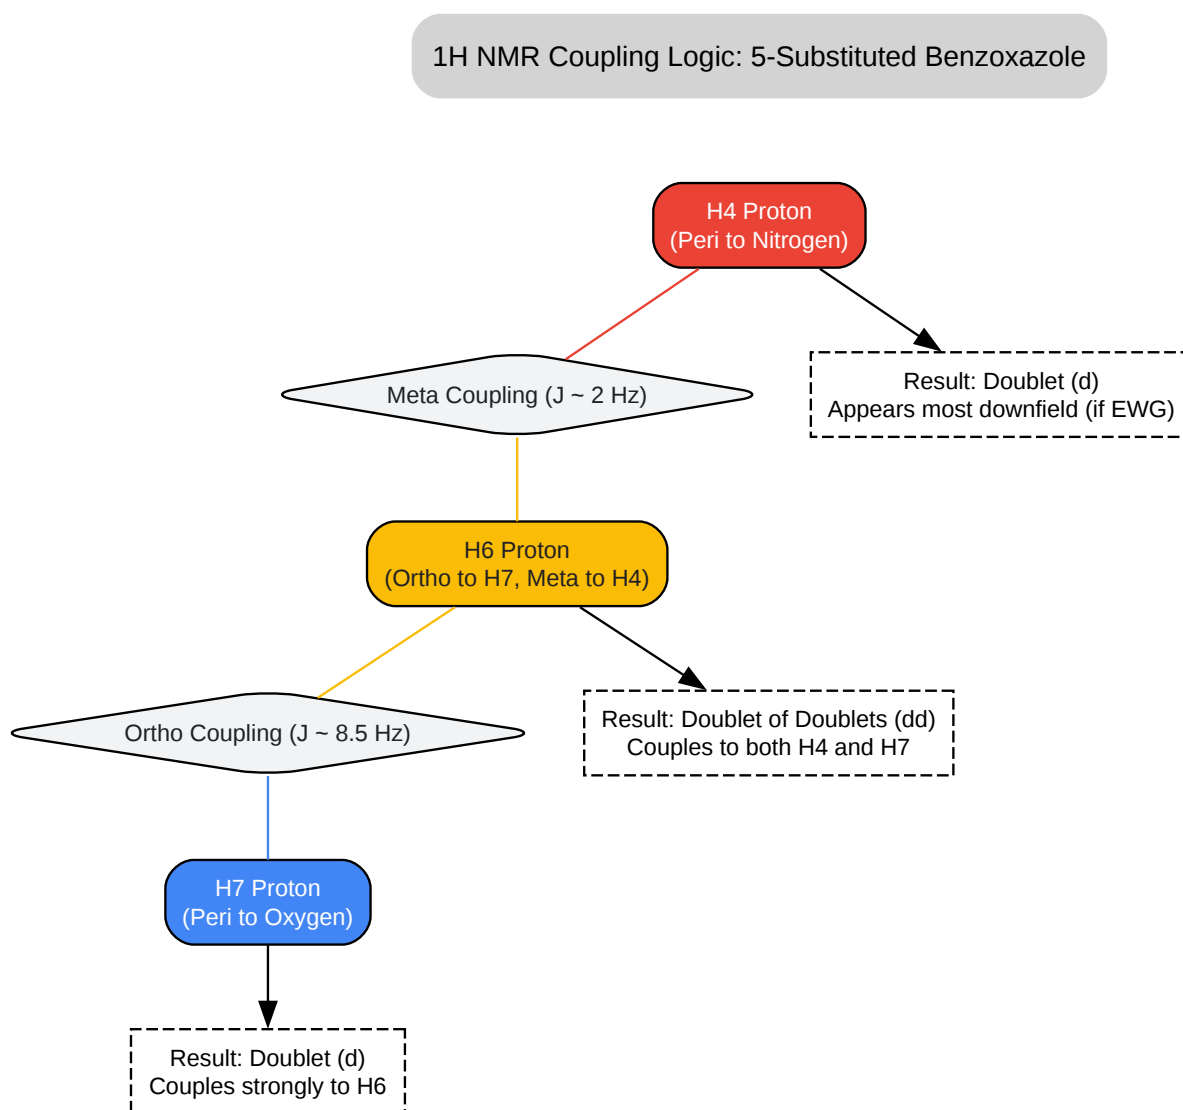 1H NMR Coupling Logic: 5-Substituted Benzoxazole
H4 Proton
(Peri to Nitrogen)
Meta Coupling (J ~ 2 Hz)
Result: Doublet (d)
Appears most downfield (if EWG)
H6 Proton
(Ortho to H7, Meta to H4)
Ortho Coupling (J ~ 8.5 Hz)
Result: Doublet of Doublets (dd)
Couples to both H4 and H7
H7 Proton
(Peri to Oxygen)
Result: Doublet (d)
Couples strongly to H6